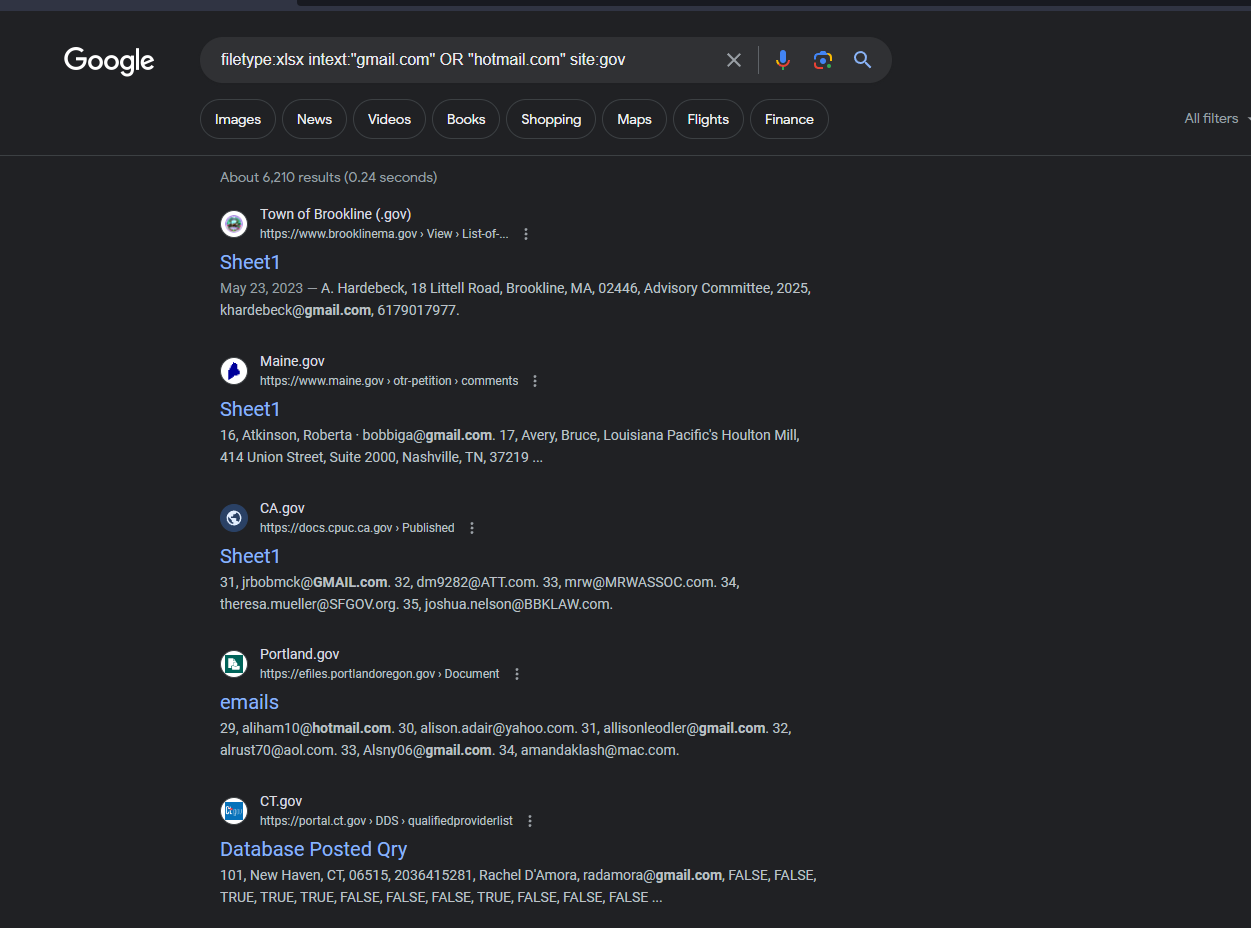 Google
filetype:xlsx intext:"gmail.com" OR "hotmail.com" site:gov
Images News Videos Books Shopping Maps Flights Finance All filters
About 6,210 results (0.24 seconds)
Town of Brookline (.gov)
https://www.brooklinema.gov › View › List-of-...
Sheet1
May 23, 2023 — A. Hardebeck, 18 Littell Road, Brookline, MA, 02446, Advisory Committee, 2025,
khardebeck@gmail.com, 6179017977.
Maine.gov
https://www.maine.gov › otr-petition › comments
Sheet1
16, Atkinson, Roberta · bobbiga@gmail.com. 17, Avery, Bruce, Louisiana Pacific's Houlton Mill,
414 Union Street, Suite 2000, Nashville, TN, 37219 ...
CA.gov
https://docs.cpuc.ca.gov › Published
Sheet1
31, jrbobmck@GMAIL.com. 32, dm9282@ATT.com. 33, mrw@MRWASSOC.com. 34,
theresa.mueller@SFGOV.org. 35, joshua.nelson@BBKLAW.com.
Portland.gov
https://efiles.portlandoregon.gov › Document
emails
29, aliham10@hotmail.com. 30, alison.adair@yahoo.com. 31, allisonleodler@gmail.com. 32,
alrust70@aol.com. 33, Alsny06@gmail.com. 34, amandaklash@mac.com.
CT.gov
https://portal.ct.gov › DDS › qualifiedproviderlist
Database Posted Qry
101, New Haven, CT, 06515, 2036415281, Rachel D'Amora, radamora@gmail.com, FALSE, FALSE,
TRUE, TRUE, TRUE, FALSE, FALSE, FALSE, TRUE, FALSE, FALSE, FALSE ...